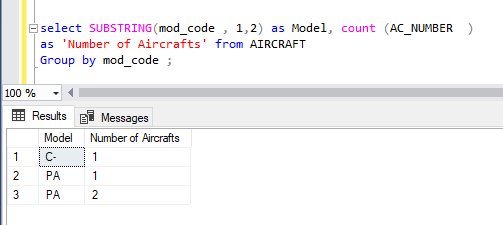 select SUBSTRING(mod_code , 1,2) as Model, count (AC_NUMBER  )
as 'Number of Aircrafts' from AIRCRAFT
Group by mod_code ;
100 %
Results Messages
Model Number of Aircrafts
1 C- 1
2 PA 1
3 PA 2